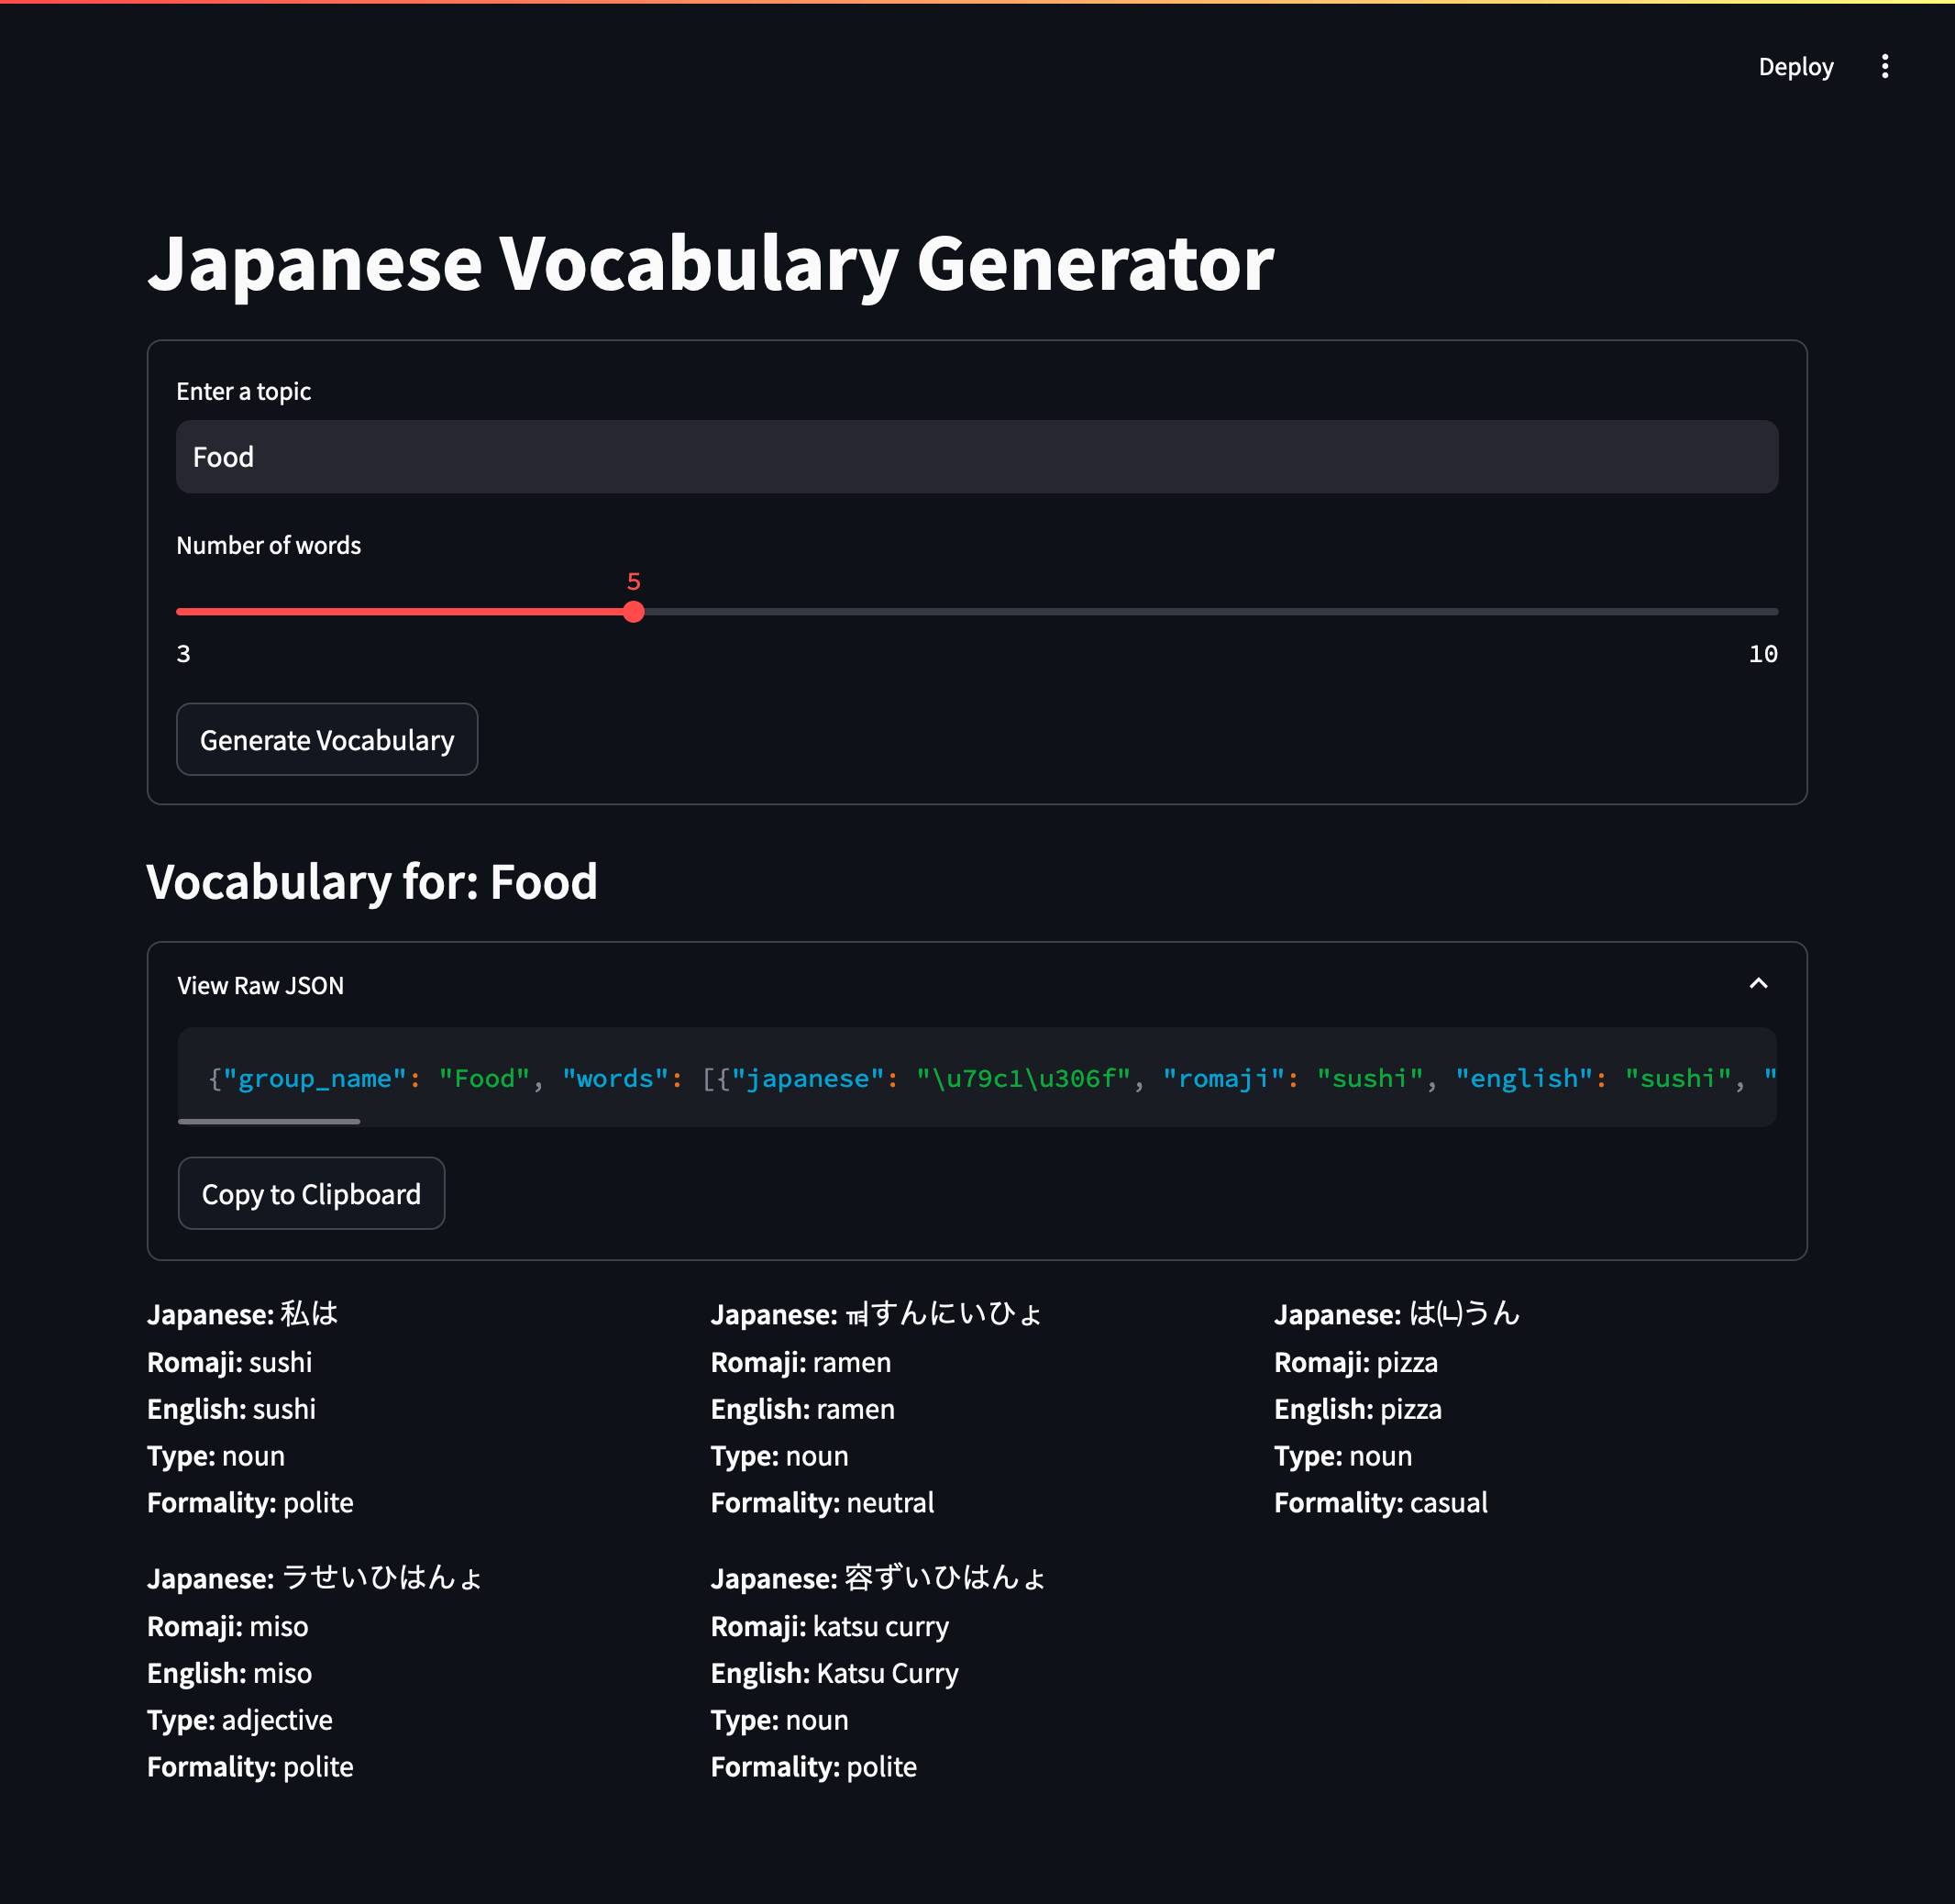 Deploy
Japanese Vocabulary Generator
Enter a topic
Food
Number of words
5
3
10
Generate Vocabulary
Vocabulary for: Food
View Raw JSON
{"group_name": "Food", "words": [{"japanese": "\u79c1\u306f", "romaji": "sushi", "english": "sushi", "
Copy to Clipboard
Japanese: 私は
Romaji: sushi
English: sushi
Type: noun
Formality: polite
Japanese: すんにいひょ
Romaji: ramen
English: ramen
Type: noun
Formality: neutral
Japanese: は㈁うん
Romaji: pizza
English: pizza
Type: noun
Formality: casual
Japanese: ラせいひはんょ
Romaji: miso
English: miso
Type: adjective
Formality: polite
Japanese: 容ずいひはんょ
Romaji: katsu curry
English: Katsu Curry
Type: noun
Formality: polite